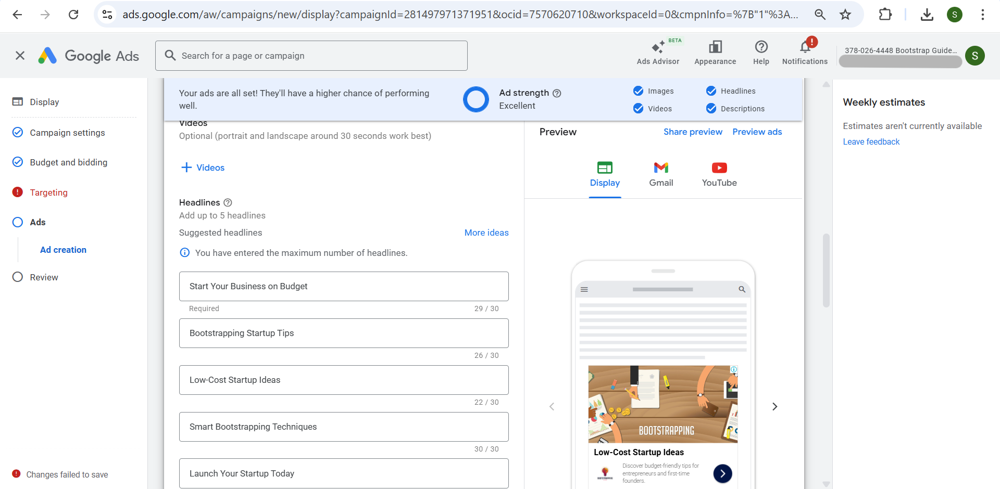 ads.google.com/aw/campaigns/new/display?campaignId=281497971371951&ocid=7570620710&workspaceId=0&cmpnInfo=%7B"1"%3A...
S
Google Ads
Search for a page or campaign
Ads Advisor
BETA
Appearance
Help
Notifications
378-026-4448 Bootstrap Guide...
S
Display
Campaign settings
Budget and bidding
Targeting
Ads
Ad creation
Review
Changes failed to save
Your ads are all set! They'll have a higher chance of performing
well.
Ad strength
Excellent
Images
Headlines
Videos
Descriptions
Videos
Optional (portrait and landscape around 30 seconds work best)
Videos
Headlines
Add up to 5 headlines
Suggested headlines
More ideas
You have entered the maximum number of headlines.
Start Your Business on Budget
Required
29 / 30
Bootstrapping Startup Tips
26 / 30
Low-Cost Startup Ideas
22 / 30
Smart Bootstrapping Techniques
30 / 30
Launch Your Startup Today
Preview
Share preview
Preview ads
Display
Gmail
YouTube
BOOTSTRAPPING
Low-Cost Startup Ideas
BOOTSTRAPPING
Discover budget-friendly tips for
entrepreneurs and first-time
founders.
Weekly estimates
Estimates aren't currently available
Leave feedback